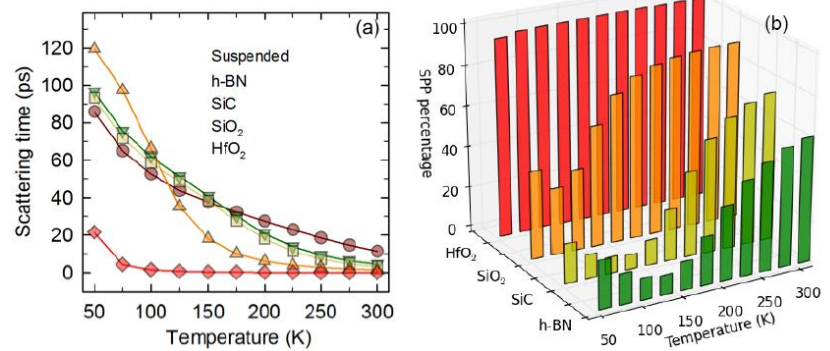 (a)
Scattering time (ps)
120
100
80
60
40
20
0
Suspended
h-BN
SiC
SiO₂
HfO₂
50 100 150 200 250 300
Temperature (K)
(b)
SPP percentage
100
80
60
40
20
0
HfO₂
SiO₂
SiC
h-BN
50 100 150 200 250 300
Temperature (K)